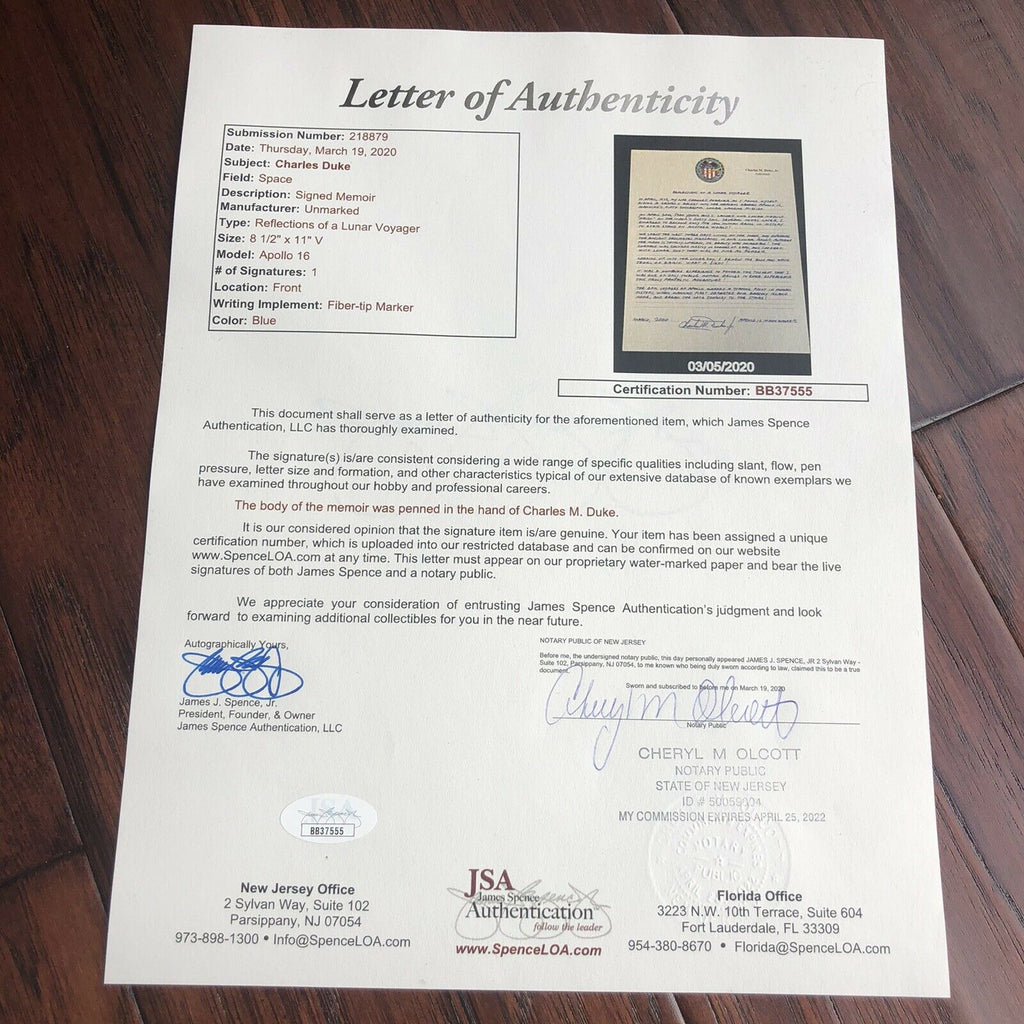 Letter of Authenticity
Submission Number: 218879
Date: Thursday, March 19, 2020
Subject: Charles Duke
Field: Space
Description: Signed Memoir
Manufacturer: Unmarked
Type: Reflections of a Lunar Voyager
Size: 8 1/2" x 11" V
Model: Apollo 16
# of Signatures: 1
Location: Front
Writing Implement: Fiber-tip Marker
Color: Blue
Charles M. Duke, Jr.
REFLECTIONS OF A LUNAR VOYAGER
MARCH, 2020
03/05/2020
Certification Number: BB37555
This document shall serve as a letter of authenticity for the aforementioned item, which James Spence
Authentication, LLC has thoroughly examined.
The signature(s) is/are consistent considering a wide range of specific qualities including slant, flow, pen
pressure, letter size and formation, and other characteristics typical of our extensive database of known exemplars we
have examined throughout our hobby and professional careers.
The body of the memoir was penned in the hand of Charles M. Duke.
It is our considered opinion that the signature item is/are genuine. Your item has been assigned a unique
certification number, which is uploaded into our restricted database and can be confirmed on our website
www.SpenceLOA.com at any time. This letter must appear on our proprietary water-marked paper and bear the live
signatures of both James Spence and a notary public.
We appreciate your consideration of entrusting James Spence Authentication's judgment and look
forward to examining additional collectibles for you in the near future.
Autographically Yours,
James J. Spence, Jr.
President, Founder, & Owner
James Spence Authentication, LLC
NOTARY PUBLIC OF NEW JERSEY
Before me, the undersigned notary public, this day personally appeared JAMES J. SPENCE, JR 2 Sylvan Way -
Suite 102, Parsippany, NJ 07054, to me known who being duly sworn according to law, claimed this to be a true
document.
Sworn and subscribed to before me on March 19, 2020
Cheryl M Olcott
Notary Public
CHERYL M OLCOTT
NOTARY PUBLIC
STATE OF NEW JERSEY
ID # 50059004
MY COMMISSION EXPIRES APRIL 25, 2022
JSA
BB37555
New Jersey Office
2 Sylvan Way, Suite 102
Parsippany, NJ 07054
973-898-1300 • Info@SpenceLOA.com
JSA
James Spence
Authentication
follow the leader
www.SpenceLOA.com
Florida Office
3223 N.W. 10th Terrace, Suite 604
Fort Lauderdale, FL 33309
954-380-8670 • Florida@SpenceLOA.com